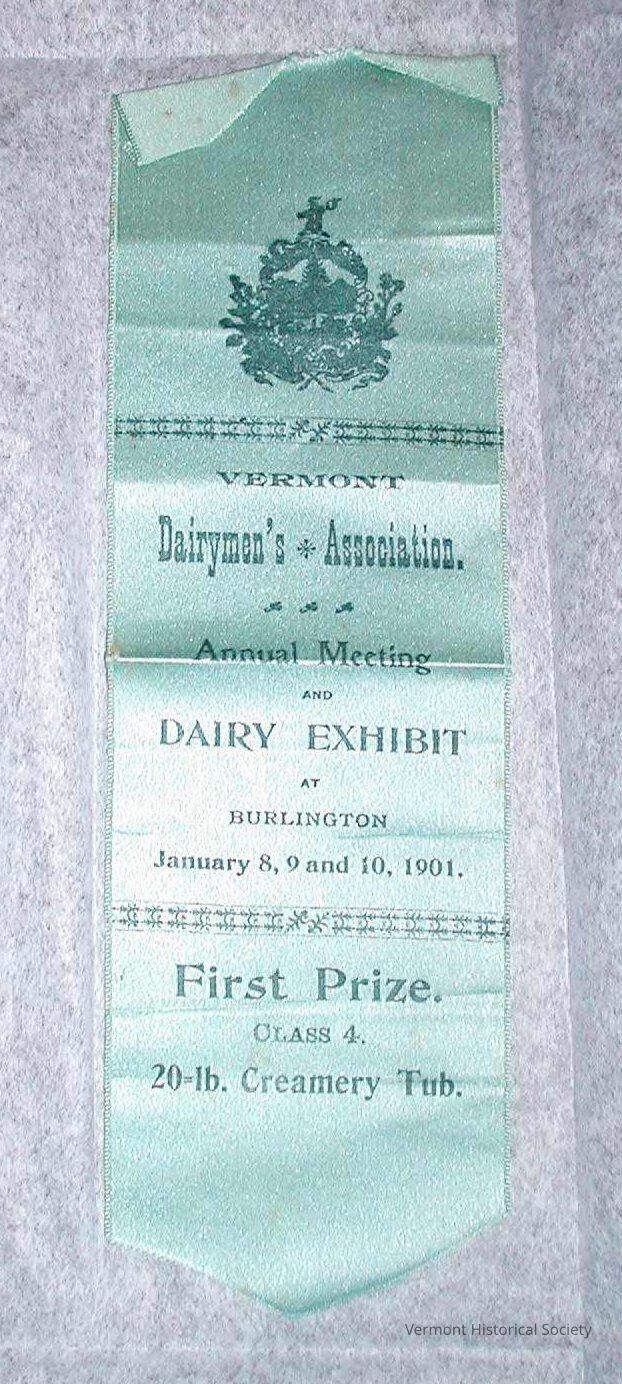 VERMONT
Dairymen's Association.
Annual Meeting
AND
DAIRY EXHIBIT
AT
BURLINGTON
January 8, 9 and 10, 1901.
First Prize.
CLASS 4.
20-lb. Creamery Tub.
Vermont Historical Society